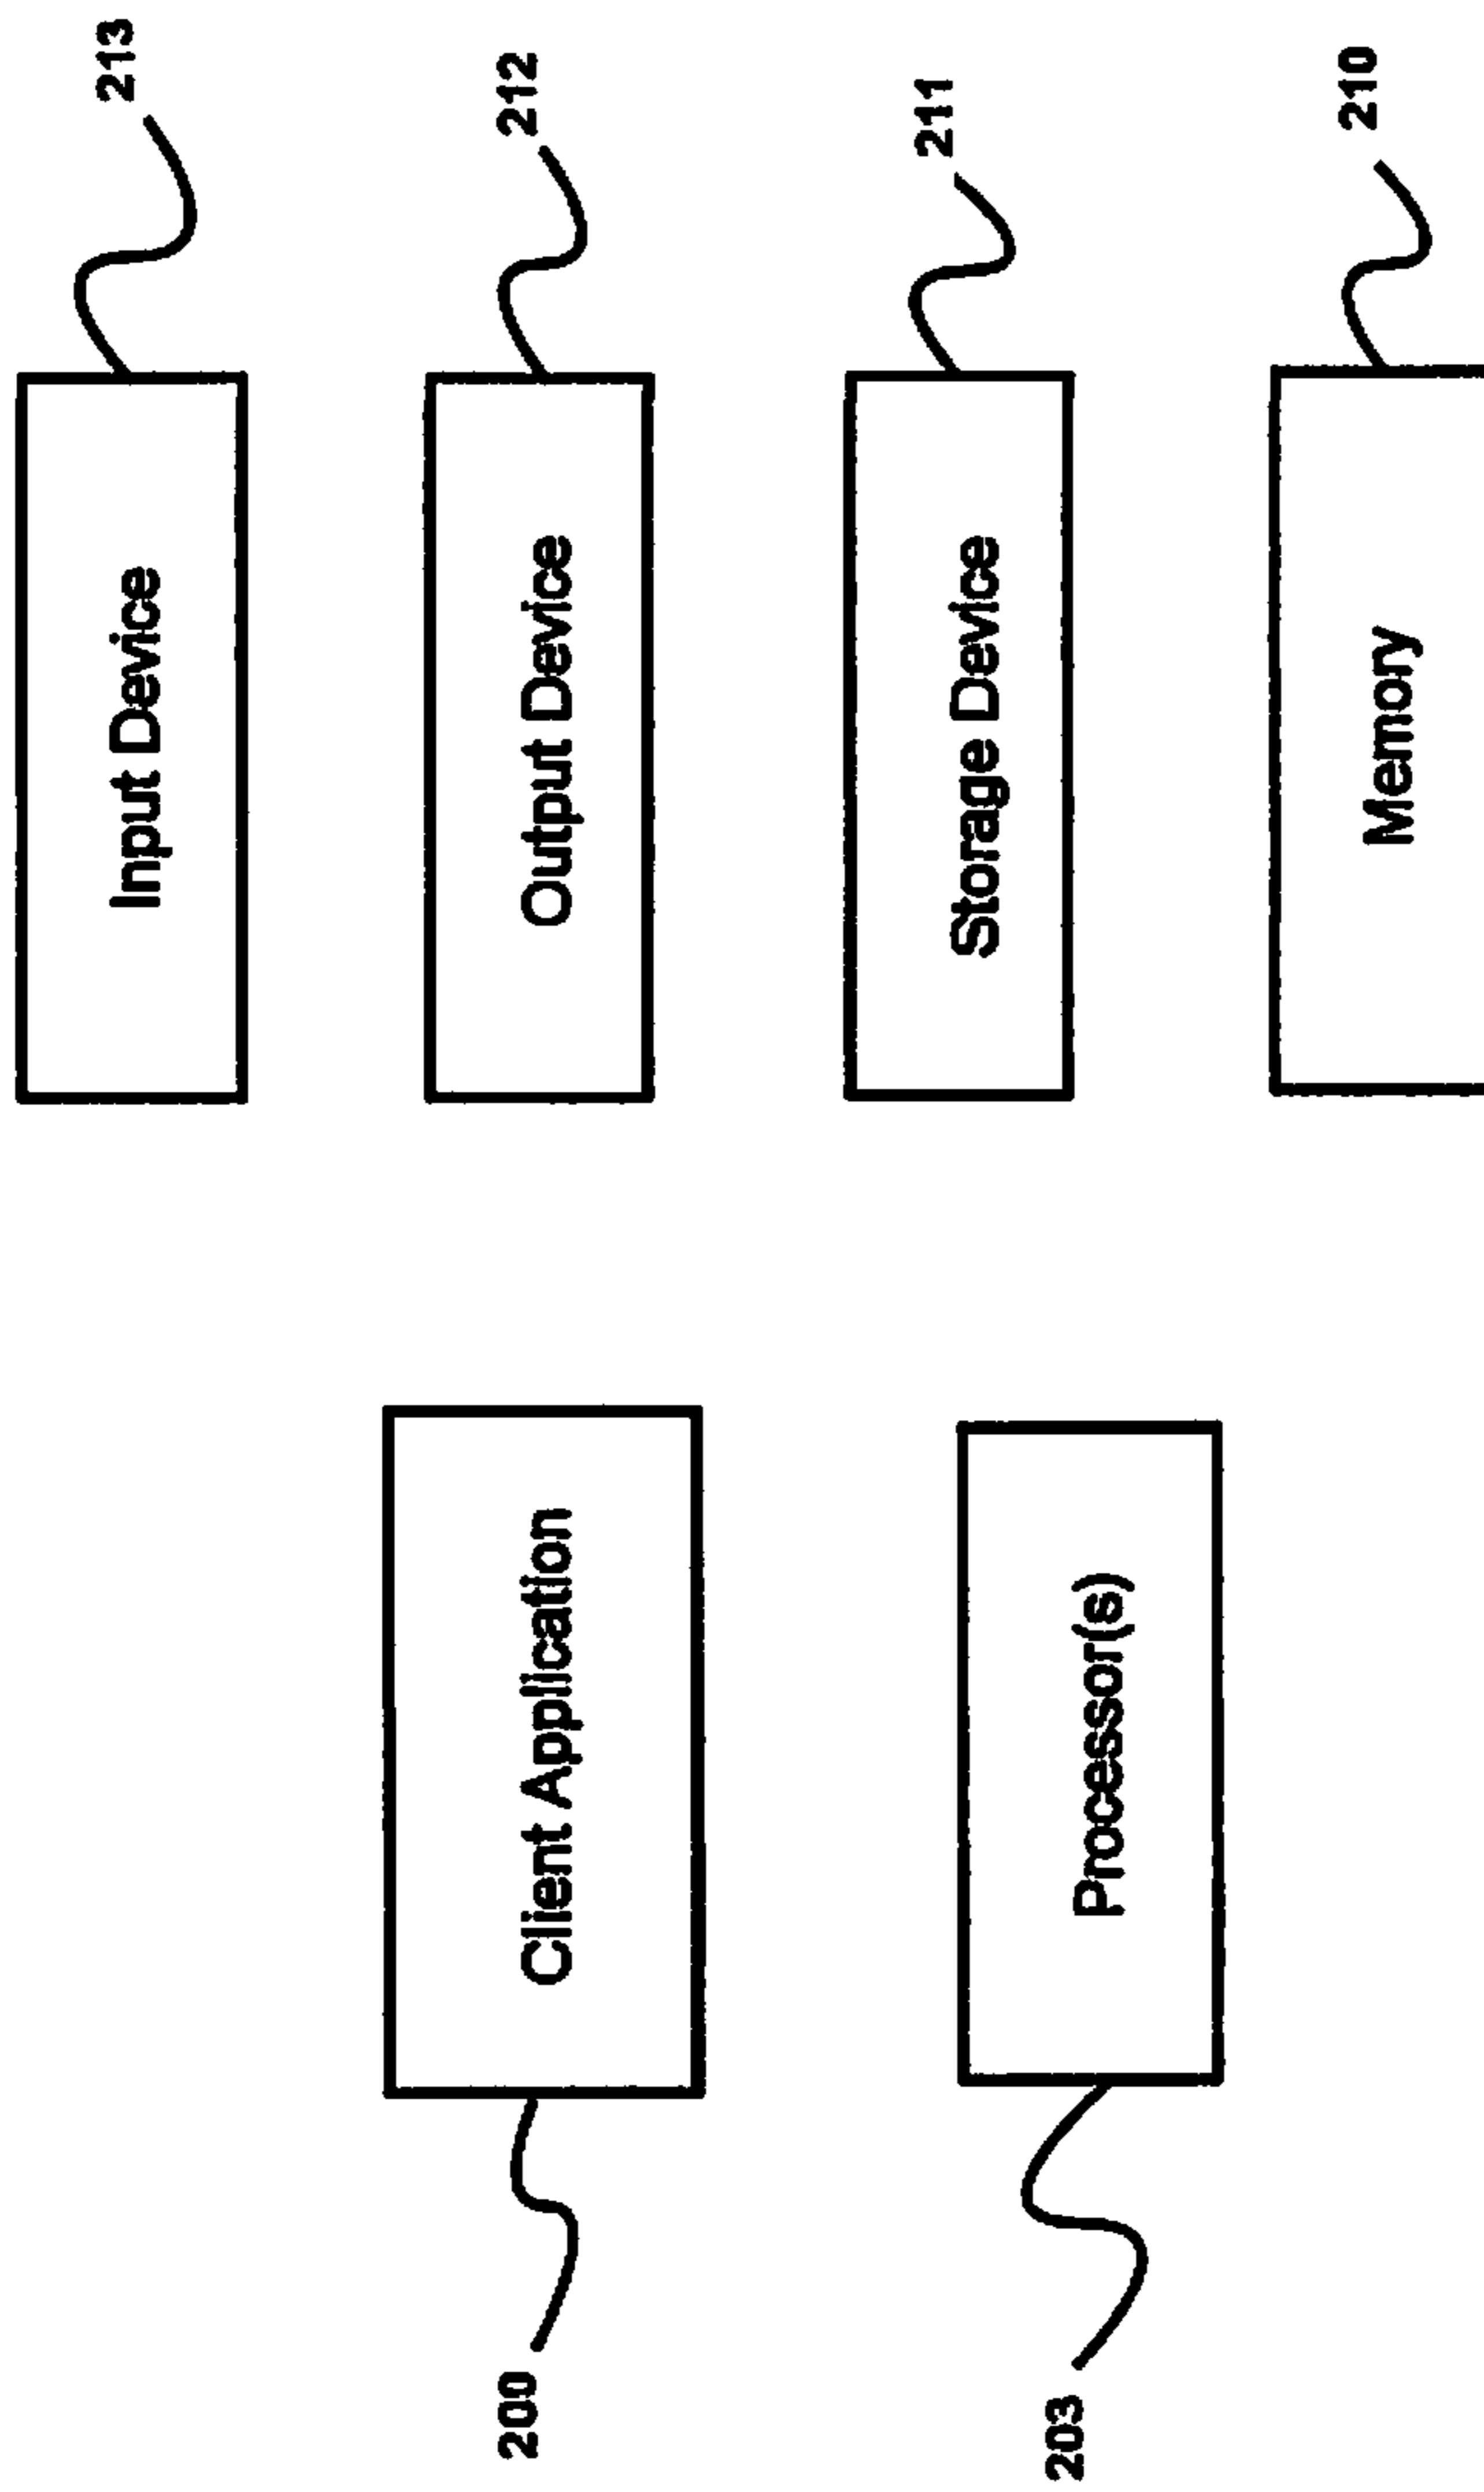 213
Input Device
212
Output Device
200
Client Application
211
Storage Device
203
Processor(s)
210
Memory